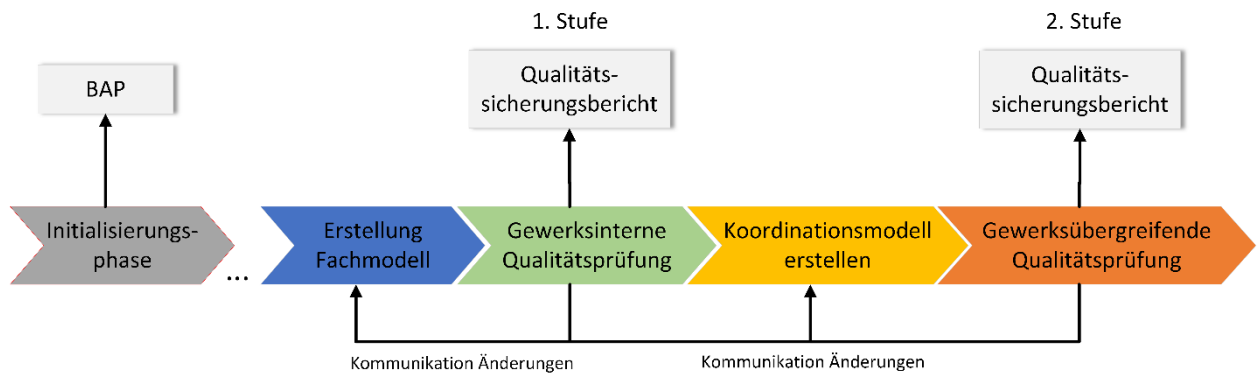 1. Stufe
2. Stufe
BAP
Qualitäts-
sicherungsbericht
Qualitäts-
sicherungsbericht
Initialisierungs-
phase
...
Erstellung
Fachmodell
Gewerksinterne
Qualitätsprüfung
Koordinationsmodell
erstellen
Gewerksübergreifende
Qualitätsprüfung
Kommunikation Änderungen
Kommunikation Änderungen